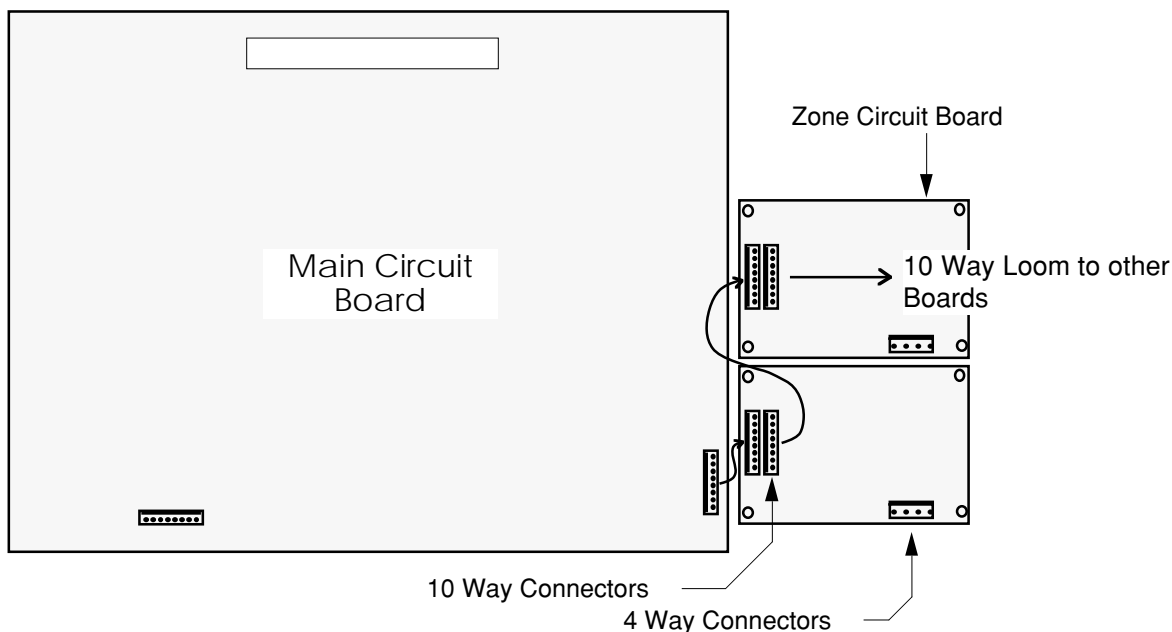 Zone Circuit Board
Main Circuit
Board
10 Way Loom to other
Boards
10 Way Connectors
4 Way Connectors